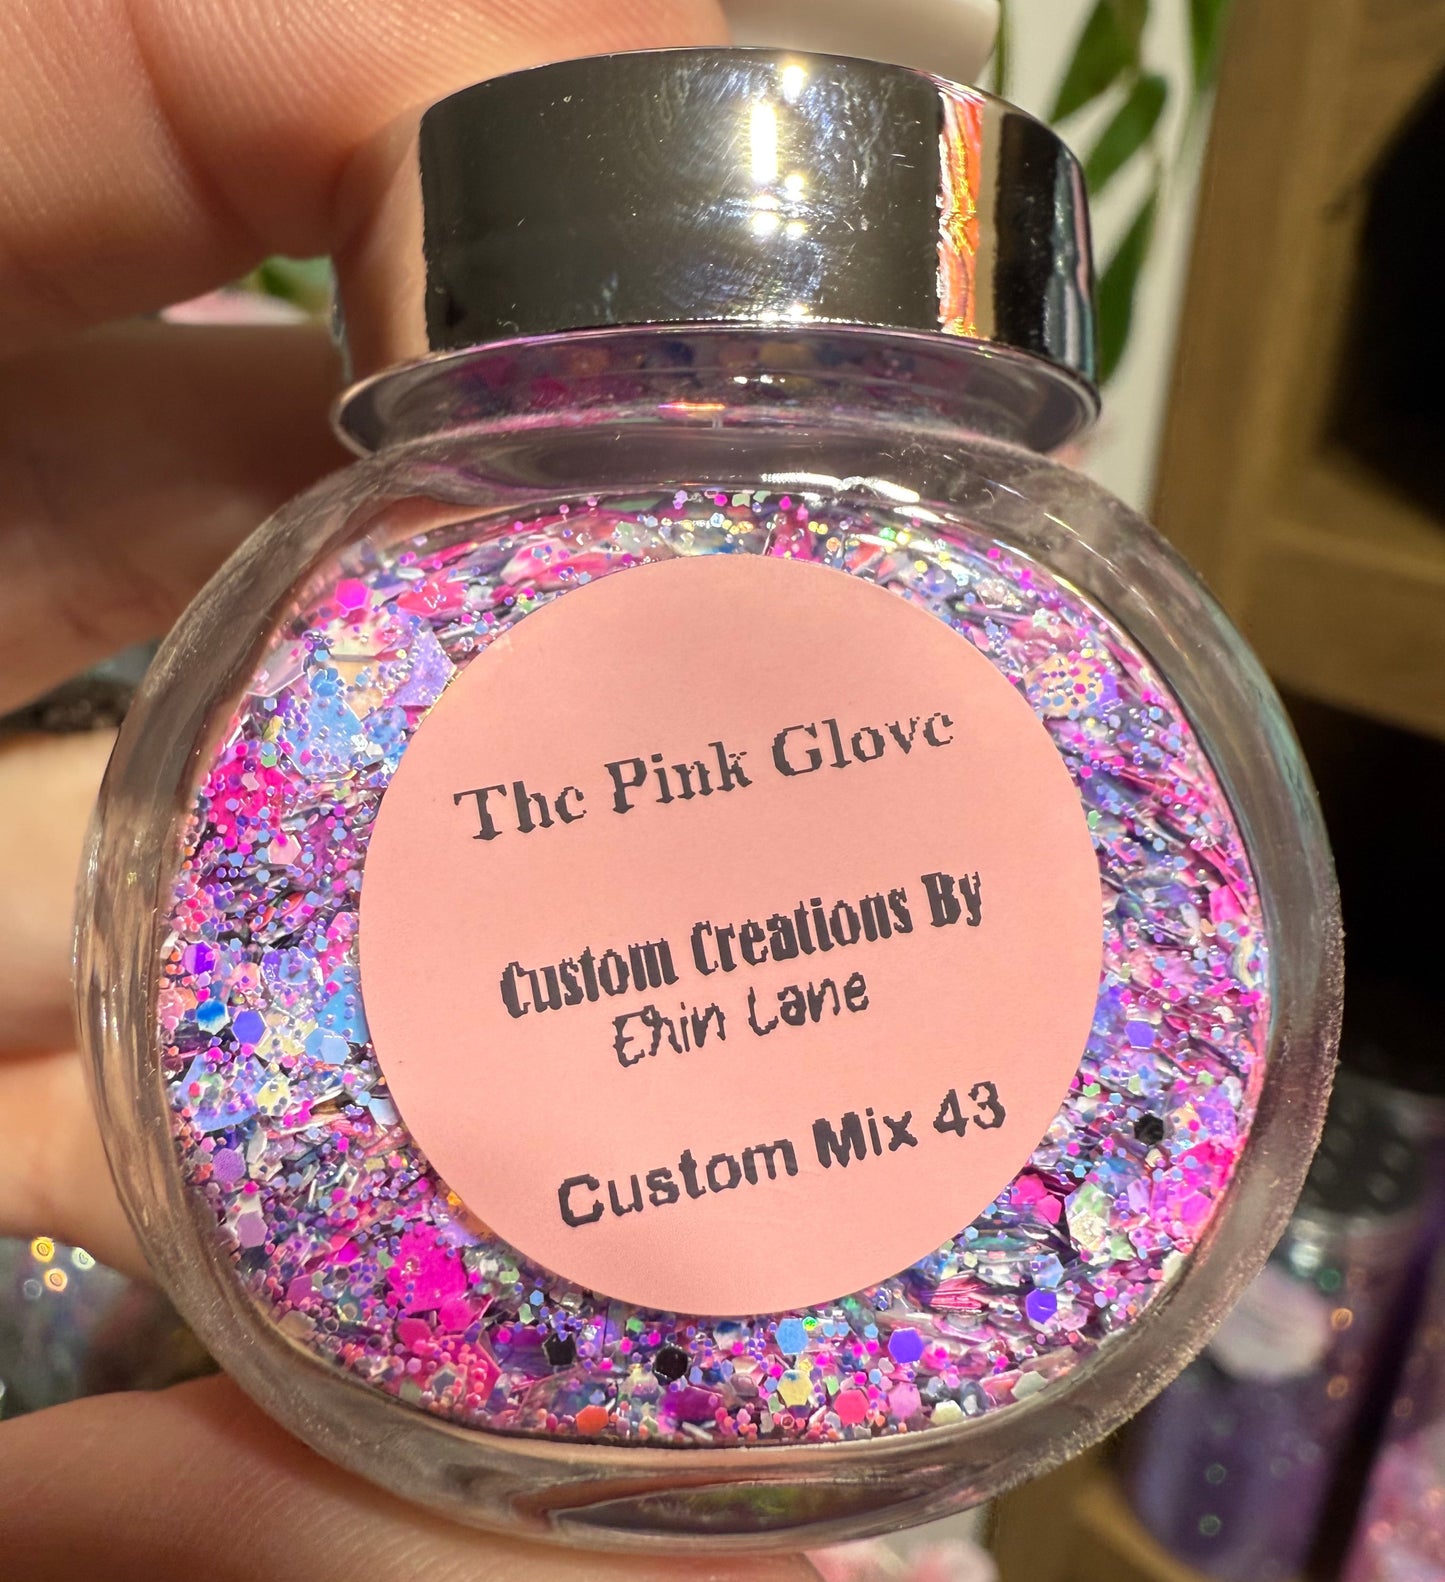 The Pink Glove
Custom Creations By
Erin Lane
Custom Mix 43